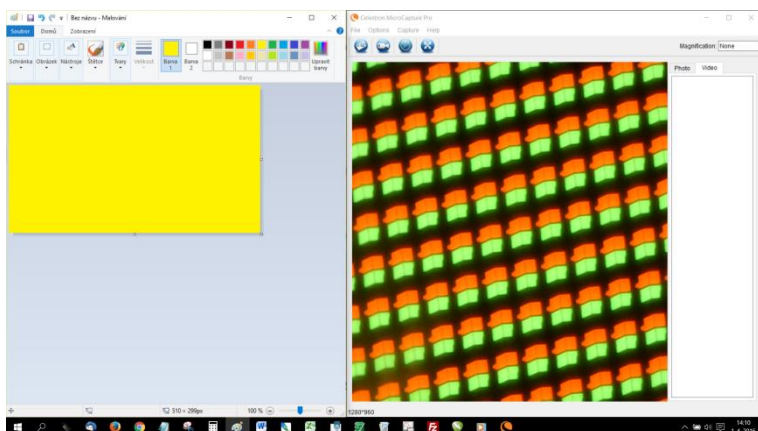 Bez názvu - Malování
Soubor Domů Zobrazení
Schránka Obrázek Nástroje Štětce Tvary Velikost Barva 1 Barva 2 Upravit barvy
Barvy
510 × 299px 100 %
Celestron MicroCapture Pro
File Options Capture Help
Magnification: None
Photo Video
1280*960
14:10